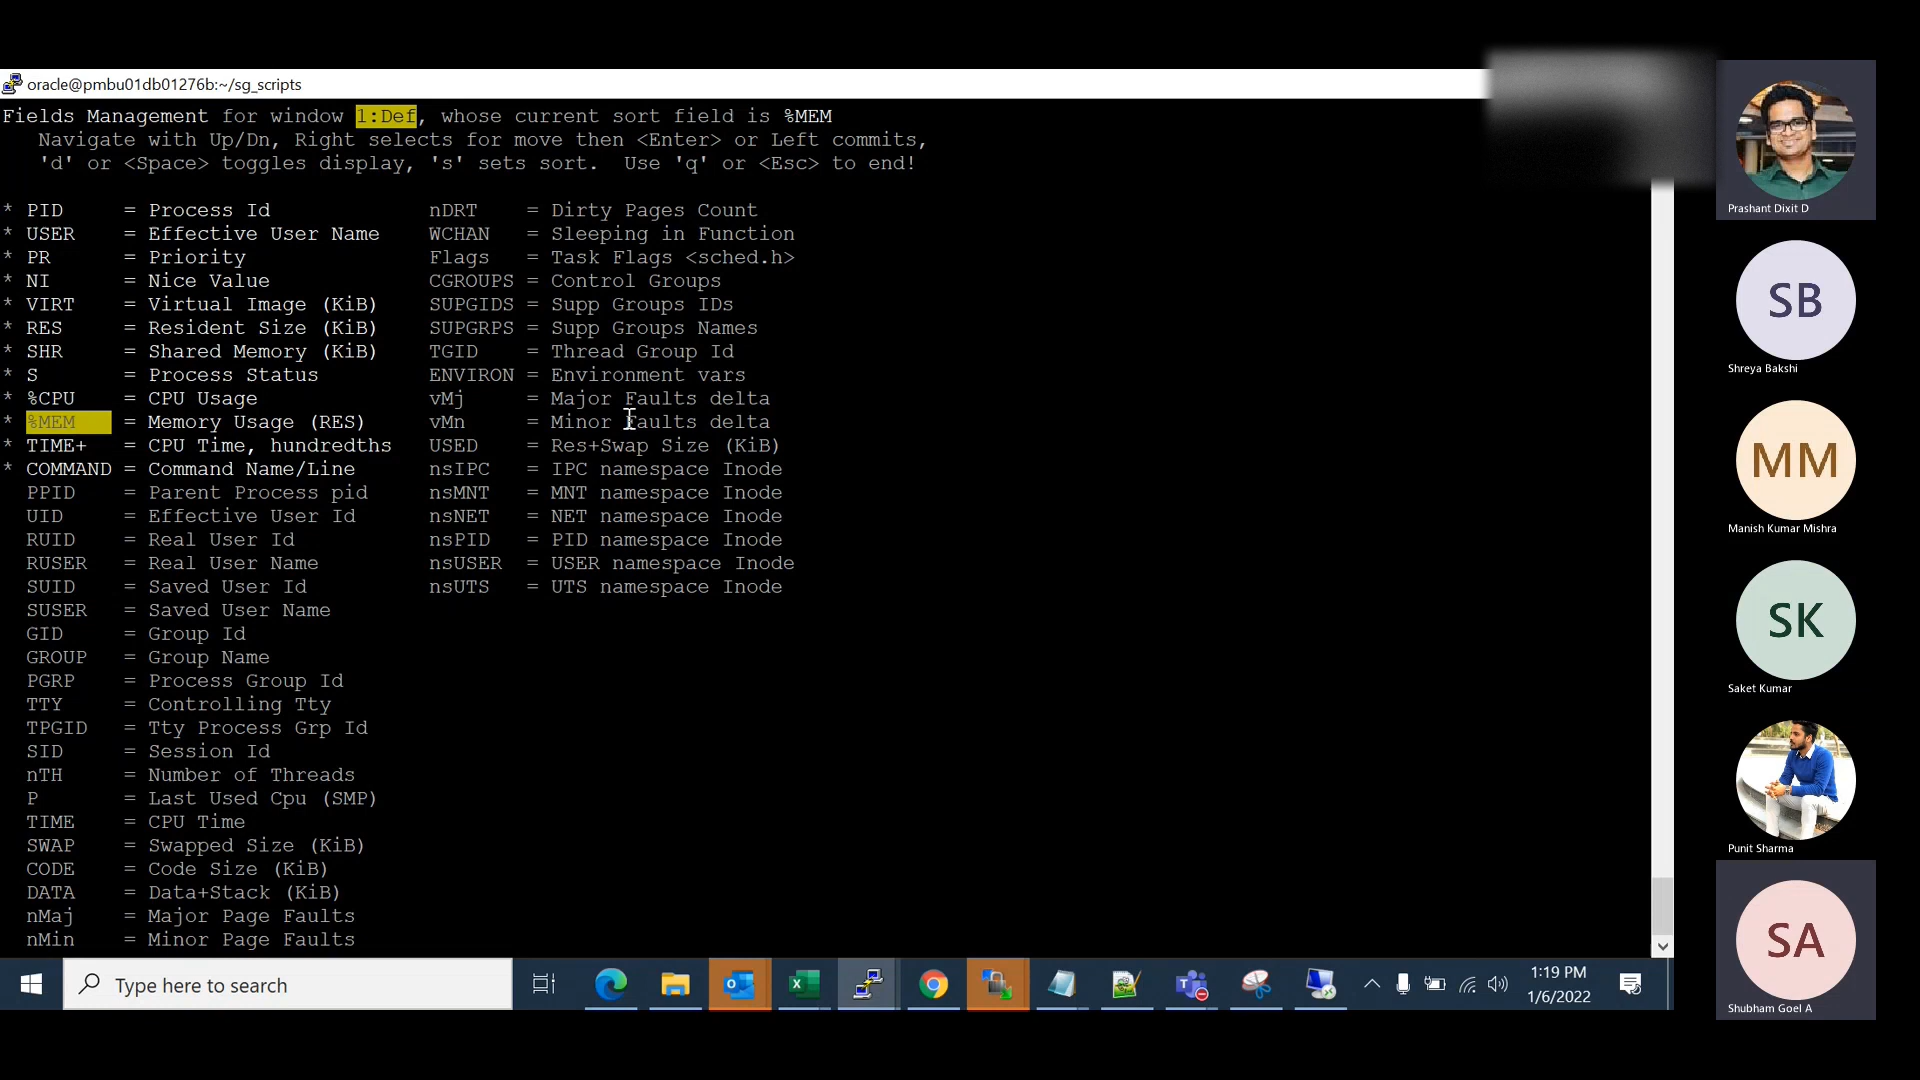 oracle@pmbu01db01276b:~/sg_scripts
Fields Management for window 1:Def, whose current sort field is %MEM
Navigate with Up/Dn, Right selects for move then <Enter> or Left commits,
'd' or <Space> toggles display, 's' sets sort. Use 'q' or <Esc> to end!
* PID = Process Id nDRT = Dirty Pages Count
* USER = Effective User Name WCHAN = Sleeping in Function
* PR = Priority Flags = Task Flags <sched.h>
* NI = Nice Value CGROUPS = Control Groups
* VIRT = Virtual Image (KiB) SUPGIDS = Supp Groups IDs
* RES = Resident Size (KiB) SUPGRPS = Supp Groups Names
* SHR = Shared Memory (KiB) TGID = Thread Group Id
* S = Process Status ENVIRON = Environment vars
* %CPU = CPU Usage vMj = Major Faults delta
* %MEM = Memory Usage (RES) vMn = Minor Faults delta
* TIME+ = CPU Time, hundredths USED = Res+Swap Size (KiB)
* COMMAND = Command Name/Line nsIPC = IPC namespace Inode
PPID = Parent Process pid nsMNT = MNT namespace Inode
UID = Effective User Id nsNET = NET namespace Inode
RUID = Real User Id nsPID = PID namespace Inode
RUSER = Real User Name nsUSER = USER namespace Inode
SUID = Saved User Id nsUTS = UTS namespace Inode
SUSER = Saved User Name
GID = Group Id
GROUP = Group Name
PGRP = Process Group Id
TTY = Controlling Tty
TPGID = Tty Process Grp Id
SID = Session Id
nTH = Number of Threads
P = Last Used Cpu (SMP)
TIME = CPU Time
SWAP = Swapped Size (KiB)
CODE = Code Size (KiB)
DATA = Data+Stack (KiB)
nMaj = Major Page Faults
nMin = Minor Page Faults
Type here to search
1:19 PM
1/6/2022
Prashant Dixit D
SB
Shreya Bakshi
MM
Manish Kumar Mishra
SK
Saket Kumar
Punit Sharma
SA
Shubham Goel A